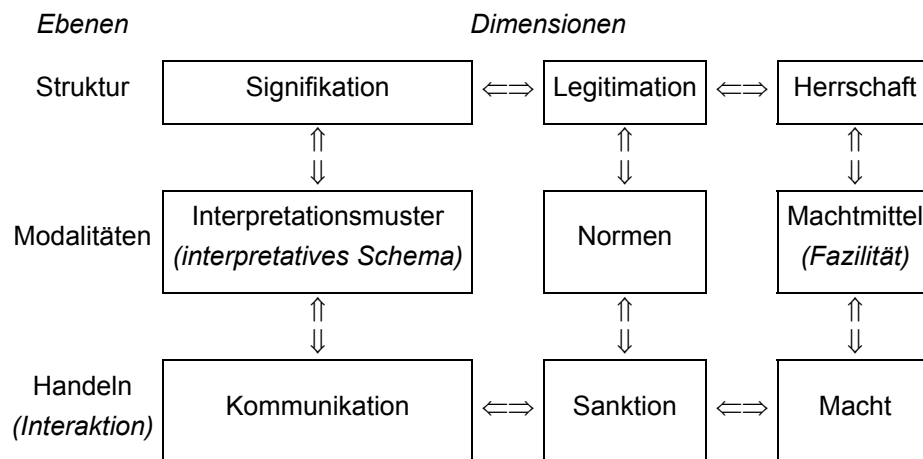 Ebenen Dimensionen
Struktur Signifikation ⇐⇒ Legitimation ⇐⇒ Herrschaft
⇑ ⇑ ⇑
⇓ ⇓ ⇓
Modalitäten Interpretationsmuster Normen Machtmittel
(interpretatives Schema) (Fazilität)
⇑ ⇑ ⇑
⇓ ⇓ ⇓
Handeln Kommunikation ⇐⇒ Sanktion ⇐⇒ Macht
(Interaktion)